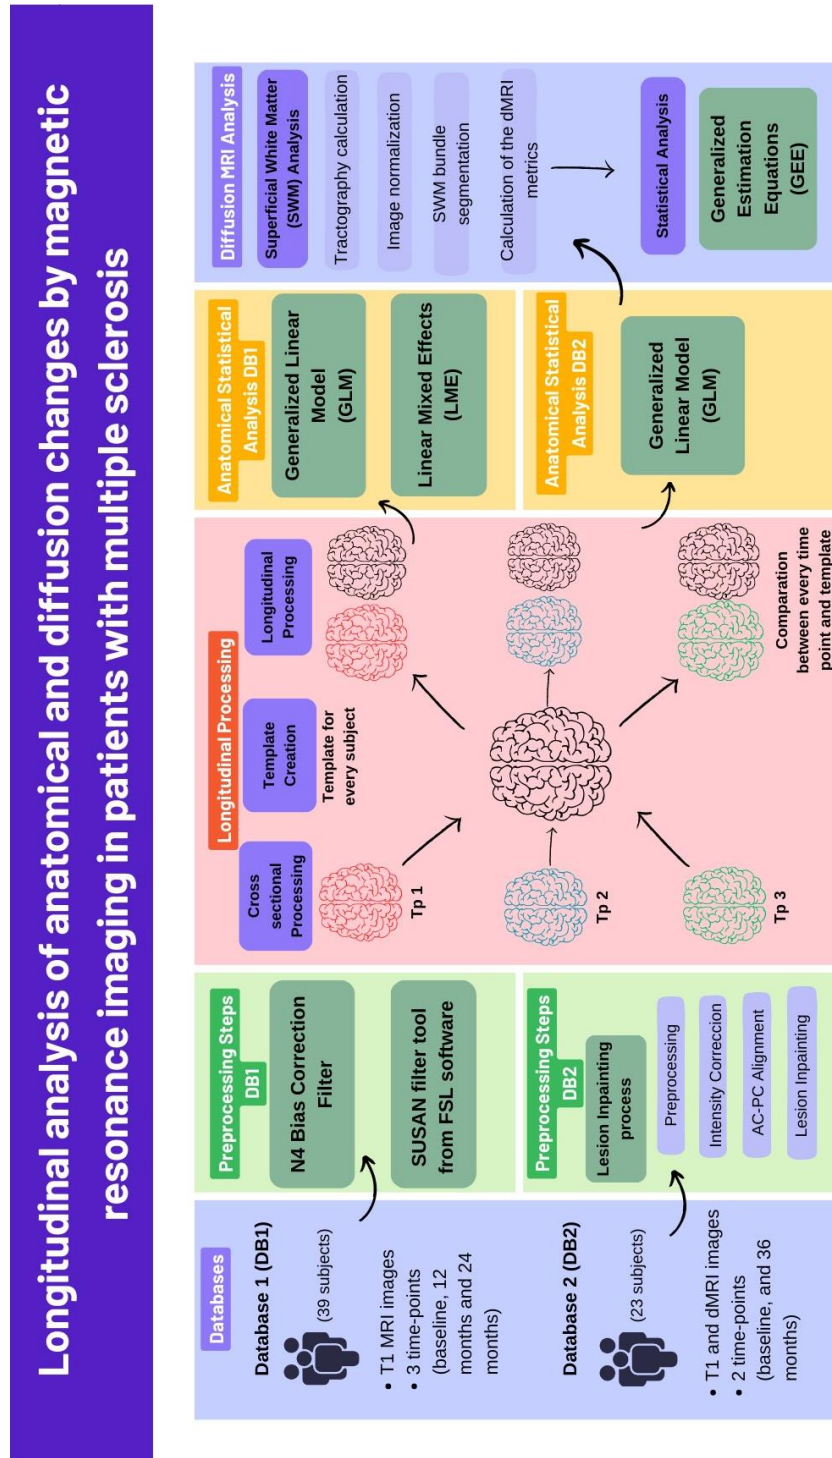 Longitudinal analysis of anatomical and diffusion changes by magnetic
resonance imaging in patients with multiple sclerosis
Databases
Database 1 (DB1)
(39 subjects)
• T1 MRI images
• 3 time-points
(baseline, 12
months and 24
months)
Database 2 (DB2)
(23 subjects)
• T1 and dMRI images
• 2 time-points
(baseline, and 36
months)
Preprocessing Steps
DB1
N4 Bias Correction
Filter
SUSAN filter tool
from FSL software
Preprocessing Steps
DB2
Lesion Inpainting
process
Preprocessing
Intensity Correccion
AC-PC Alignment
Lesion Inpainting
Longitudinal Processing
Cross
sectional
Processing
Template
Creation
Longitudinal
Processing
Template for
every subject
Tp 1
Tp 2
Tp 3
Comparation
between every time
point and template
Anatomical Statistical
Analysis DB1
Generalized Linear
Model
(GLM)
Linear Mixed Effects
(LME)
Anatomical Statistical
Analysis DB2
Generalized
Linear Model
(GLM)
Diffusion MRI Analysis
Superficial White Matter
(SWM) Analysis
Tractography calculation
Image normalization
SWM bundle
segmentation
Calculation of the dMRI
metrics
Statistical Analysis
Generalized
Estimation
Equations
(GEE)